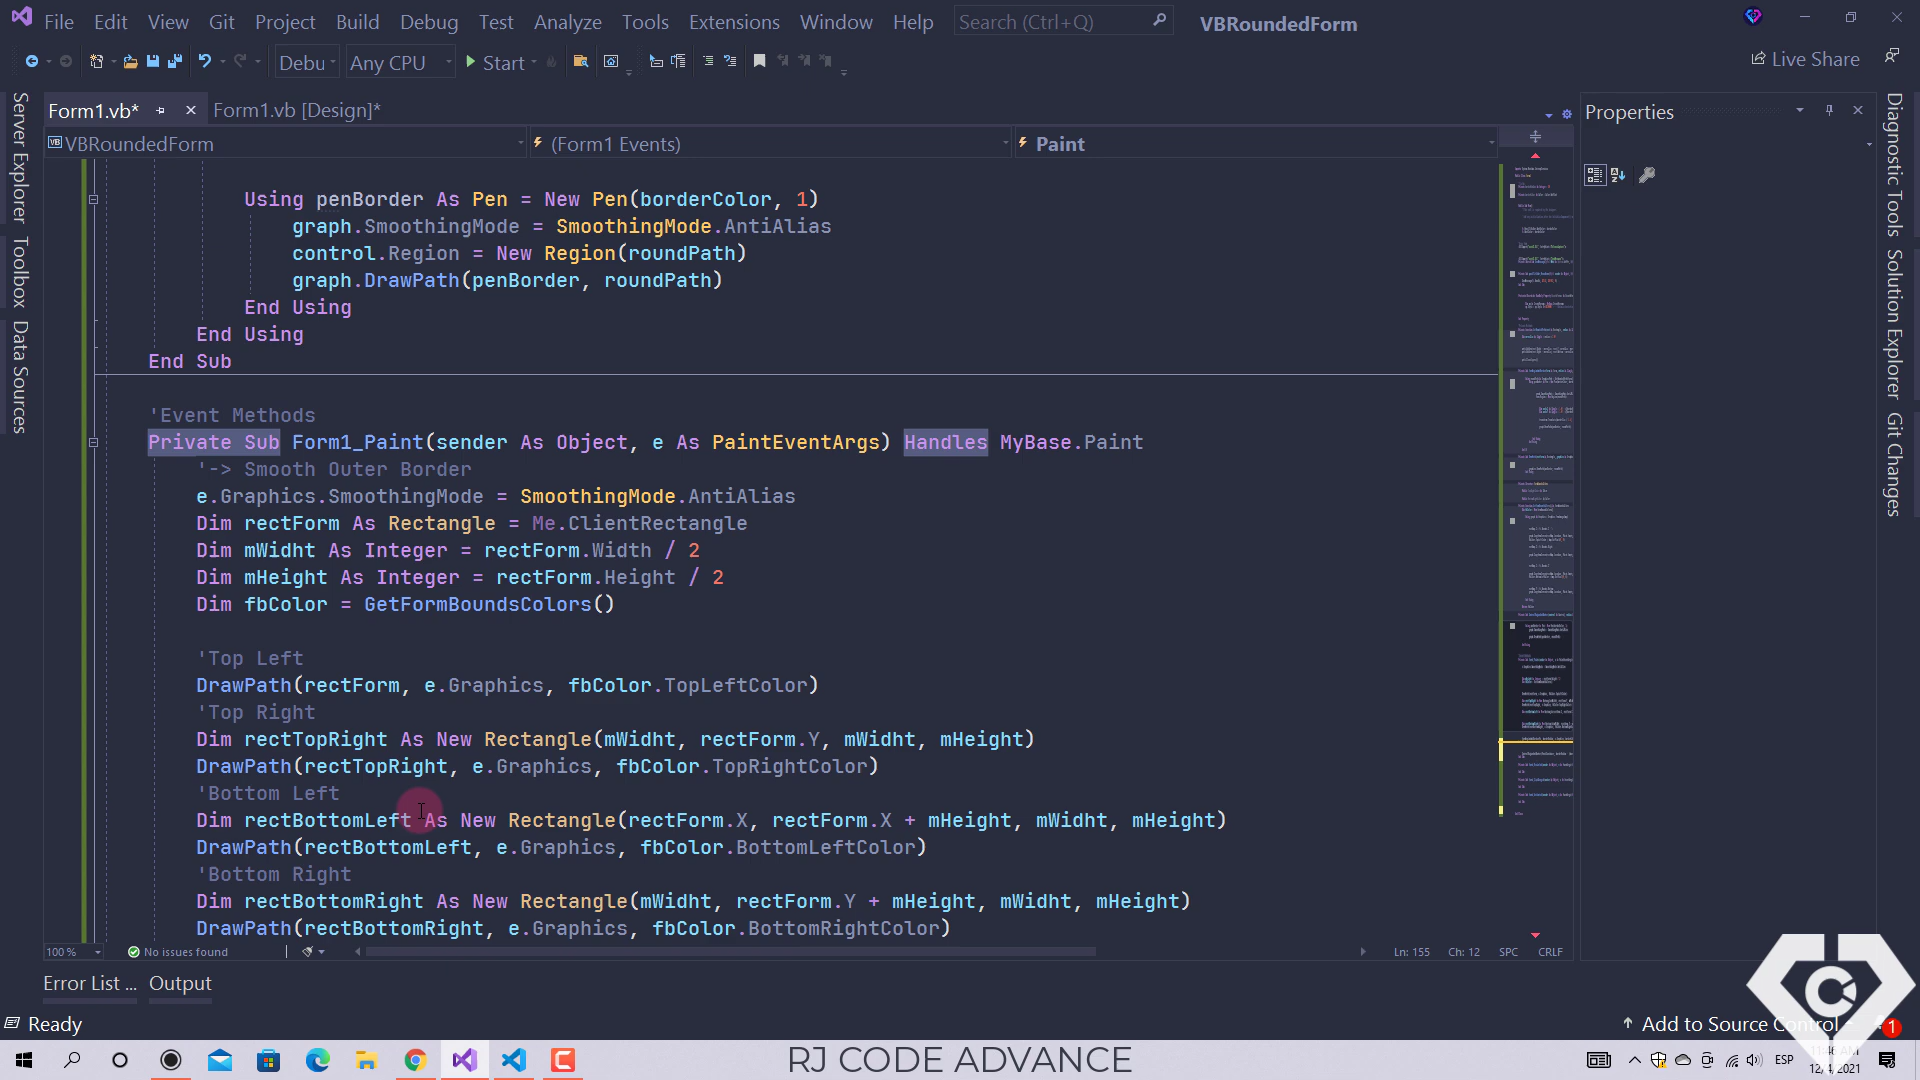 File Edit View Git Project Build Debug Test Analyze Tools Extensions Window Help Search (Ctrl+Q) VBRoundedForm
Debu Any CPU Start Live Share
Form1.vb* Form1.vb [Design]*
VB VBRoundedForm (Form1 Events) Paint
Server Explorer
Toolbox
Data Sources
Using penBorder As Pen = New Pen(borderColor, 1)
graph.SmoothingMode = SmoothingMode.AntiAlias
control.Region = New Region(roundPath)
graph.DrawPath(penBorder, roundPath)
End Using
End Using
End Sub
'Event Methods
Private Sub Form1_Paint(sender As Object, e As PaintEventArgs) Handles MyBase.Paint
'-> Smooth Outer Border
e.Graphics.SmoothingMode = SmoothingMode.AntiAlias
Dim rectForm As Rectangle = Me.ClientRectangle
Dim mWidht As Integer = rectForm.Width / 2
Dim mHeight As Integer = rectForm.Height / 2
Dim fbColor = GetFormBoundsColors()
'Top Left
DrawPath(rectForm, e.Graphics, fbColor.TopLeftColor)
'Top Right
Dim rectTopRight As New Rectangle(mWidht, rectForm.Y, mWidht, mHeight)
DrawPath(rectTopRight, e.Graphics, fbColor.TopRightColor)
'Bottom Left
Dim rectBottomLeft As New Rectangle(rectForm.X, rectForm.X + mHeight, mWidht, mHeight)
DrawPath(rectBottomLeft, e.Graphics, fbColor.BottomLeftColor)
'Bottom Right
Dim rectBottomRight As New Rectangle(mWidht, rectForm.Y + mHeight, mWidht, mHeight)
DrawPath(rectBottomRight, e.Graphics, fbColor.BottomRightColor)
100 % No issues found Ln: 155 Ch: 12 SPC CRLF
Properties
Diagnostic Tools
Solution Explorer
Git Changes
Error List ... Output
Ready Add to Source Control 1
RJ CODE ADVANCE
ESP
12/4/2021